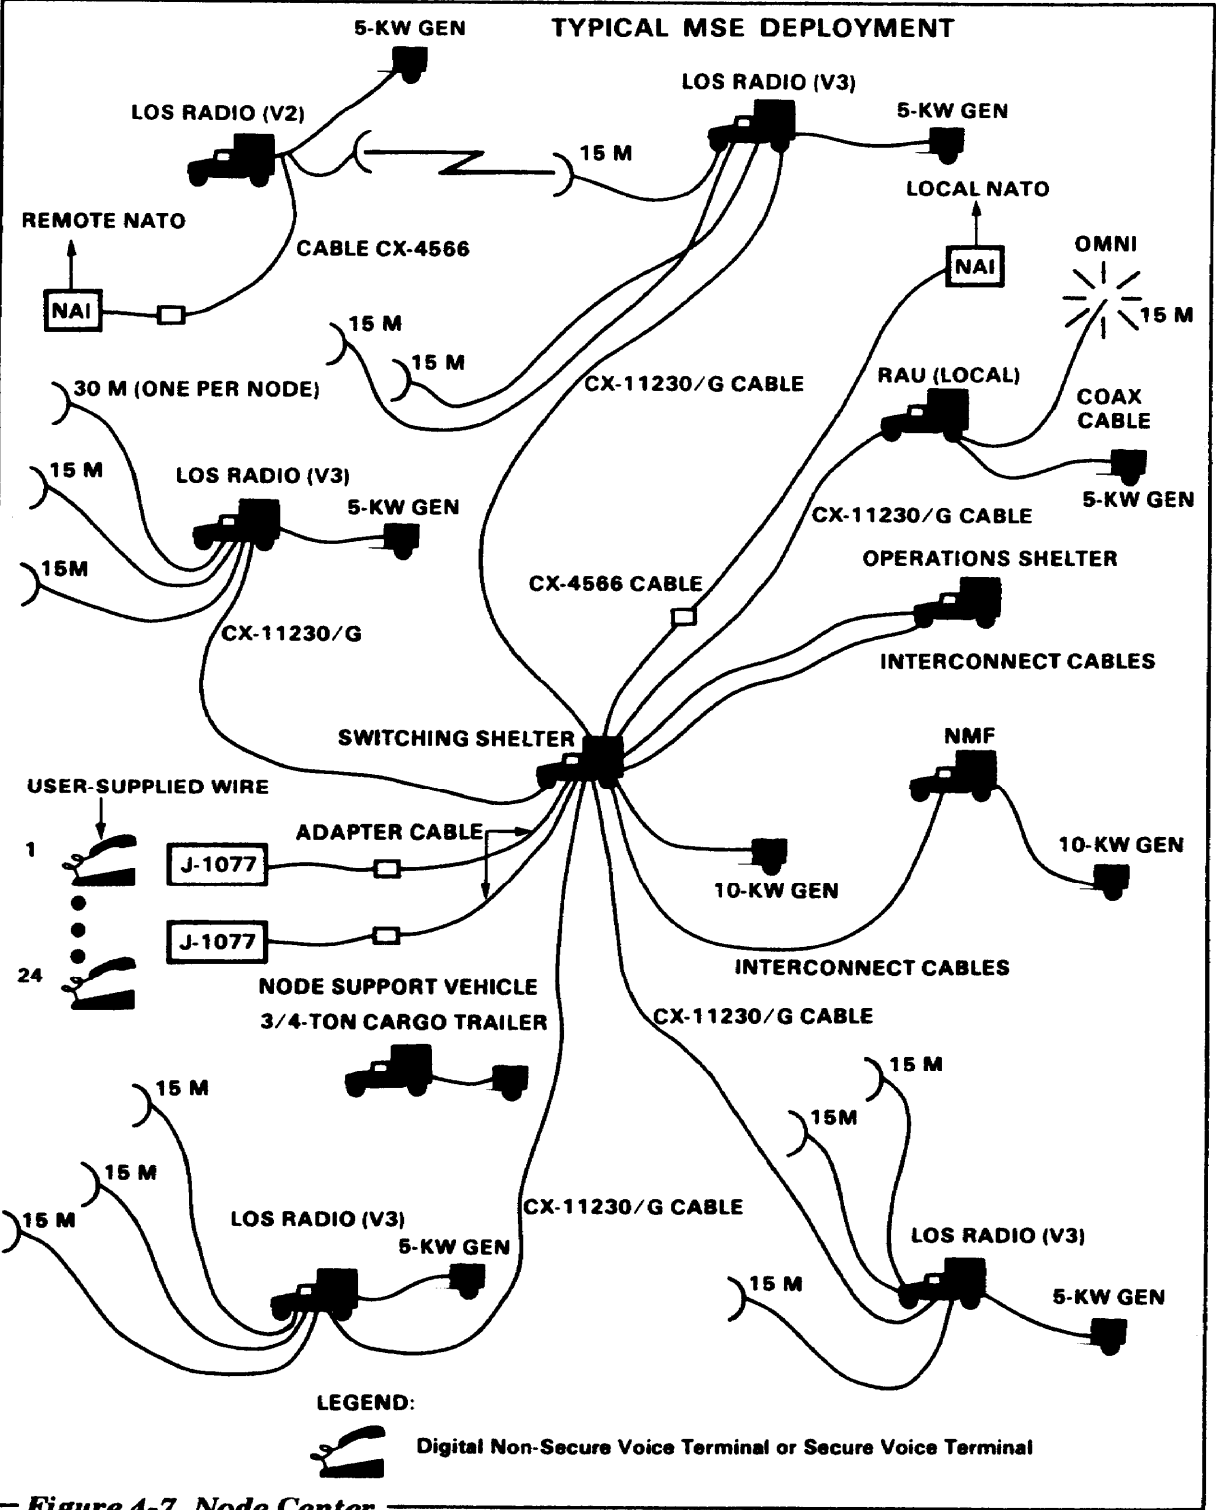 TYPICAL MSE DEPLOYMENT
5-KW GEN
LOS RADIO (V2)
LOS RADIO (V3)
5-KW GEN
15 M
LOCAL NATO
REMOTE NATO
CABLE CX-4566
OMNI
NAI
NAI
15 M
15 M
15 M
CX-11230/G CABLE
RAU (LOCAL)
30 M (ONE PER NODE)
COAX
CABLE
15 M
LOS RADIO (V3)
5-KW GEN
5-KW GEN
CX-11230/G CABLE
OPERATIONS SHELTER
15M
CX-4566 CABLE
CX-11230/G
INTERCONNECT CABLES
SWITCHING SHELTER
NMF
USER-SUPPLIED WIRE
ADAPTER CABLE
1
J-1077
10-KW GEN
10-KW GEN
J-1077
24
INTERCONNECT CABLES
NODE SUPPORT VEHICLE
3/4-TON CARGO TRAILER
CX-11230/G CABLE
15 M
15 M
15M
15 M
15 M
CX-11230/G CABLE
LOS RADIO (V3)
5-KW GEN
LOS RADIO (V3)
15 M
5-KW GEN
LEGEND:
Digital Non-Secure Voice Terminal or Secure Voice Terminal
Figure 4-7. Node Center